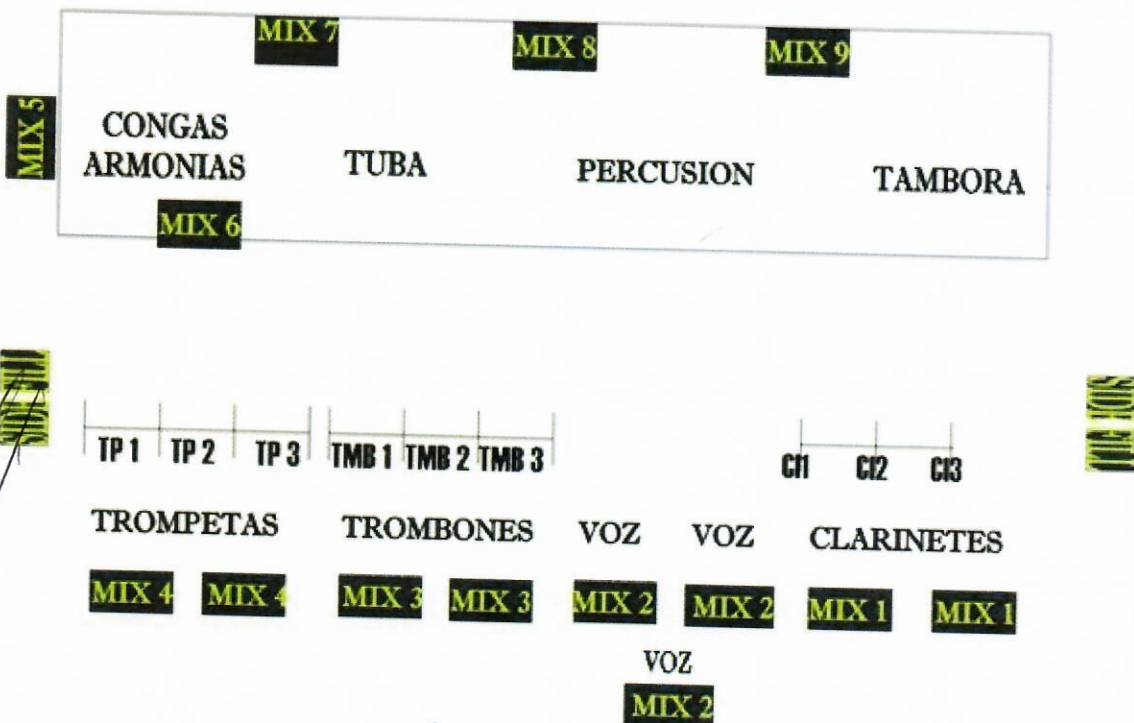 MIX 7
MIX 8
MIX 9
MIX 5
CONGAS
ARMONIAS
TUBA
PERCUSION
TAMBORA
MIX 6
TP 1
TP 2
TP 3
TMB 1
TMB 2
TMB 3
Cl1
Cl2
Cl3
TROMPETAS
TROMBONES
VOZ
VOZ
CLARINETES
MIX 4
MIX 4
MIX 3
MIX 3
MIX 2
MIX 2
MIX 1
MIX 1
VOZ
MIX 2